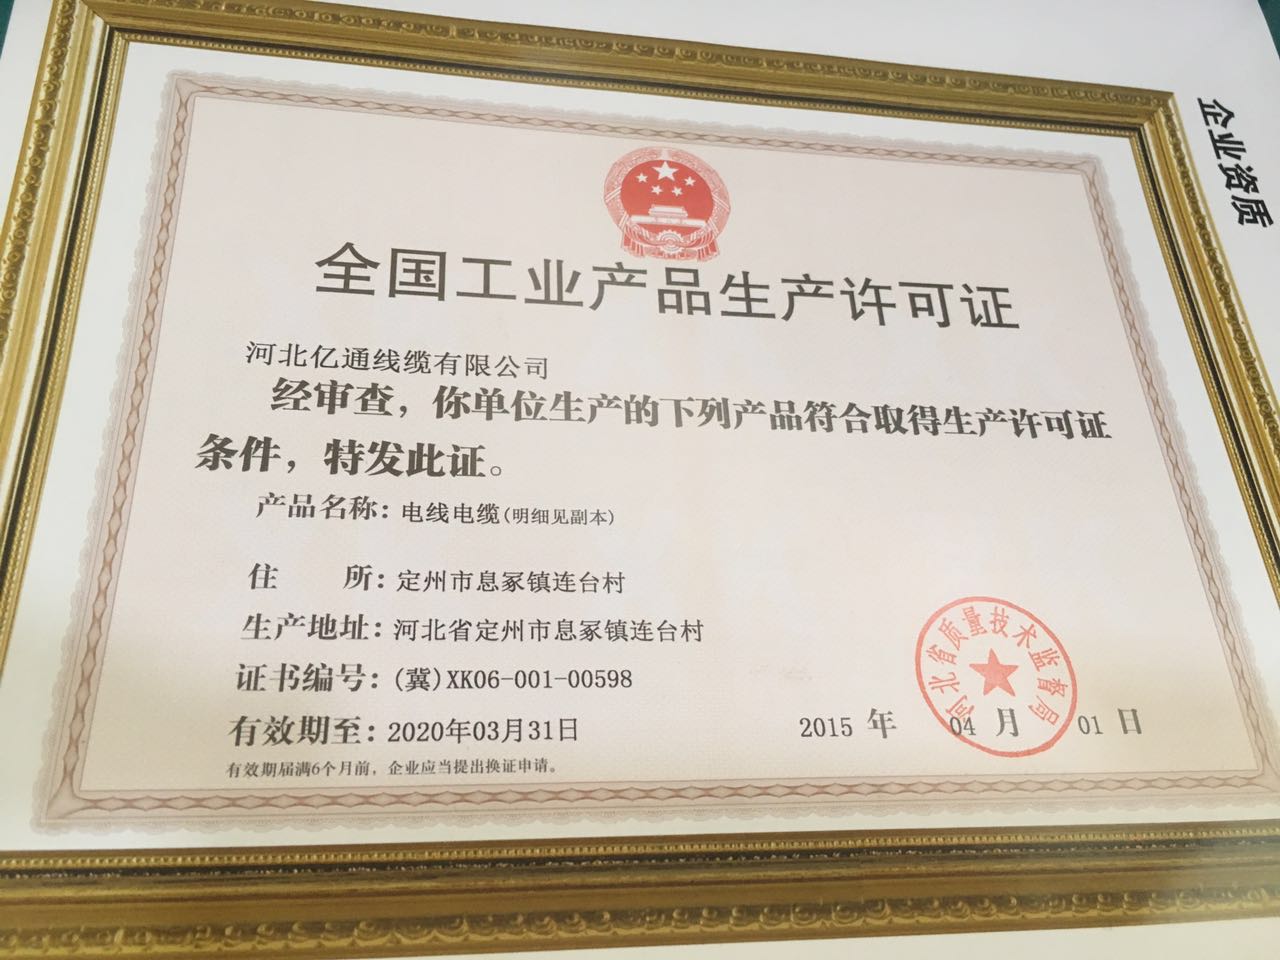 企业资质
全国工业产品生产许可证
河北亿通线缆有限公司
经审查，你单位生产的下列产品符合取得生产许可证
条件，特发此证。
产品名称：电线电缆(明细见副本)
住 所：定州市息冢镇连台村
生产地址：河北省定州市息冢镇连台村
证书编号：(冀)XK06-001-00598
有效期至：2020年03月31日
2015 年 04 月 01 日
河北省质量技术监督局
有效期届满6个月前，企业应当提出换证申请。